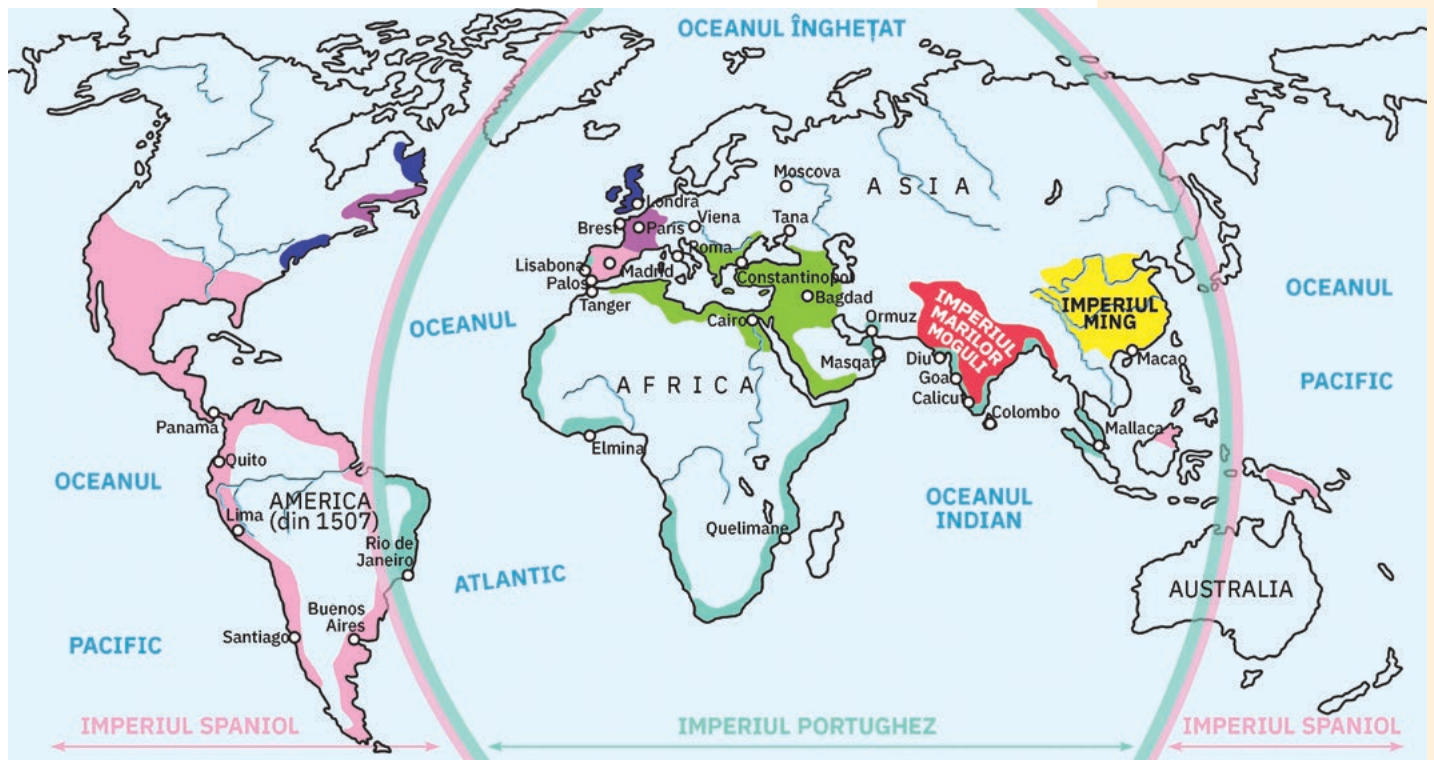 OCEANUL ÎNGHEȚAT
Moscova
ASIA
Londra
Brest
Paris
Viena
Tana
Roma
Lisabona
Madrid
Constantinopol
Palos
Tanger
Bagdad
OCEANUL
Cairo
Ormuz
IMPERIUL
MARILOR
MOGULI
IMPERIUL
MING
OCEANUL
Masqat
Diu
Macao
AFRICA
Goa
PACIFIC
Calicut
Colombo
Panama
Mallaca
Elmina
Quito
OCEANUL
AMERICA
(din 1507)
OCEANUL
INDIAN
Lima
Quelimane
Rio de
Janeiro
ATLANTIC
AUSTRALIA
Buenos
Aires
Santiago
PACIFIC
IMPERIUL SPANIOL
IMPERIUL PORTUGHEZ
IMPERIUL SPANIOL